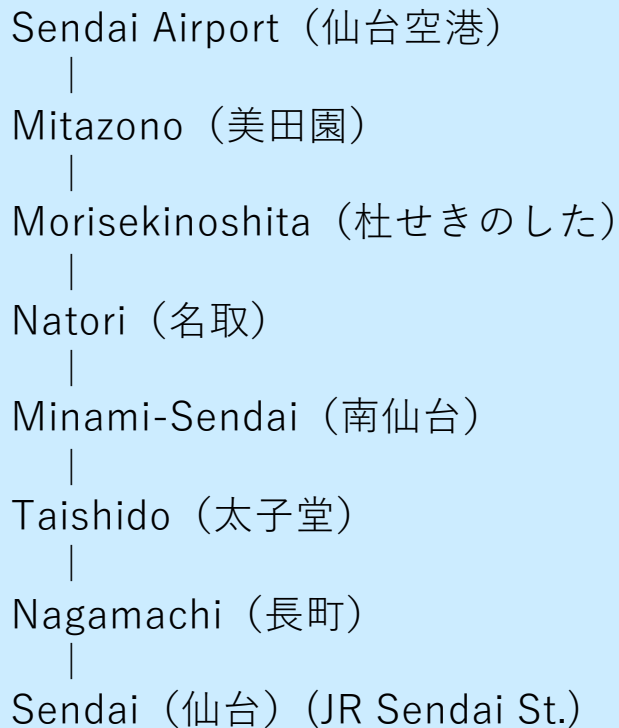 Sendai Airport（仙台空港）
Mitazono（美田園）
Morisekinoshita（杜せきのした）
Natori（名取）
Minami-Sendai（南仙台）
Taishido（太子堂）
Nagamachi（長町）
Sendai（仙台）(JR Sendai St.)